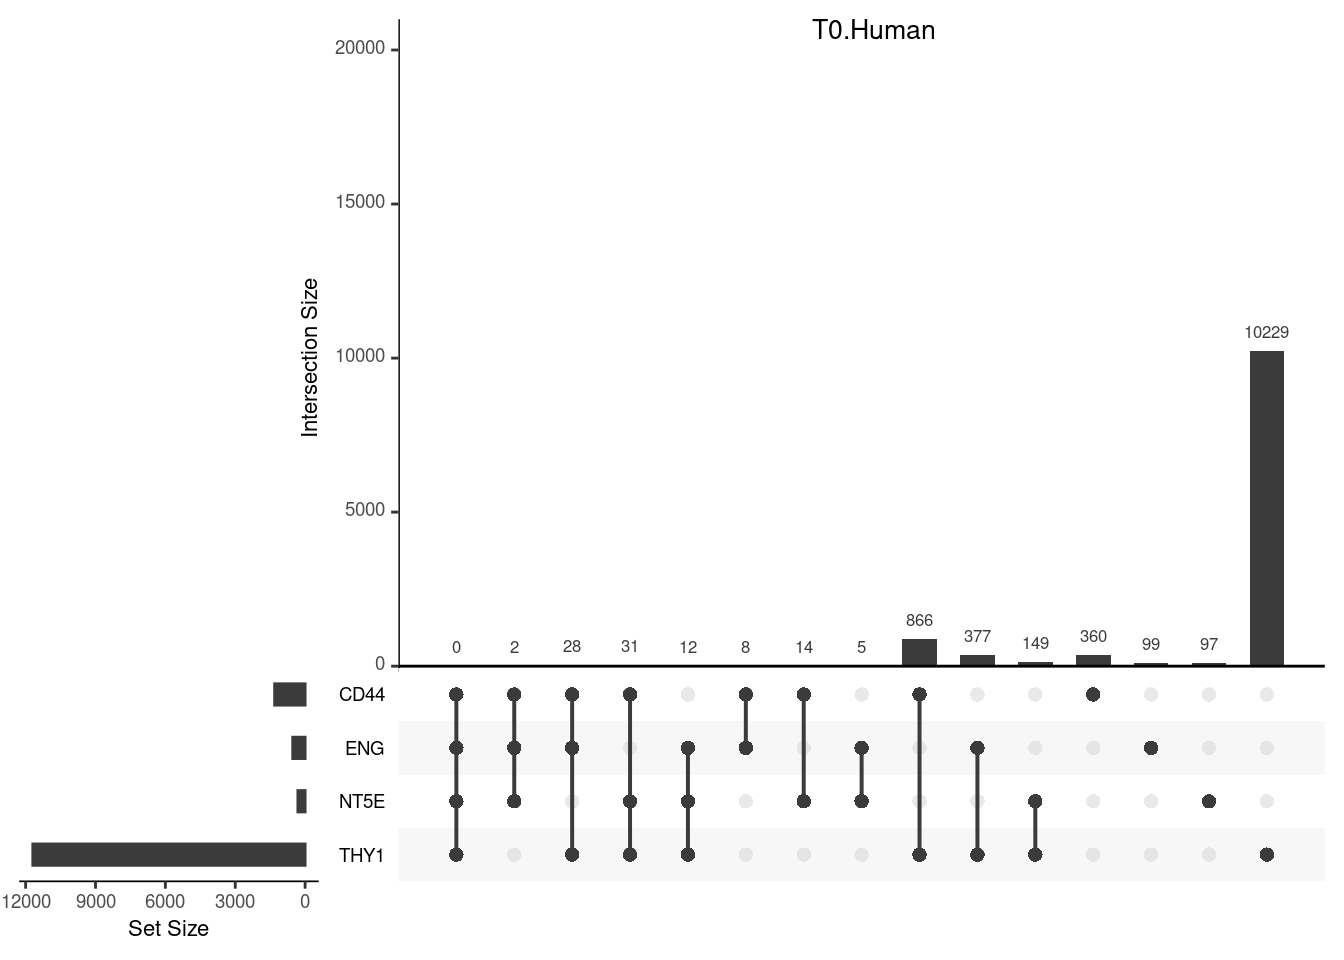 T0.Human
20000
15000
10000
5000
0
Intersection Size
0 2 28 31 12 8 14 5 866 377 149 360 99 97 10229
CD44
ENG
NT5E
THY1
12000 9000 6000 3000 0
Set Size